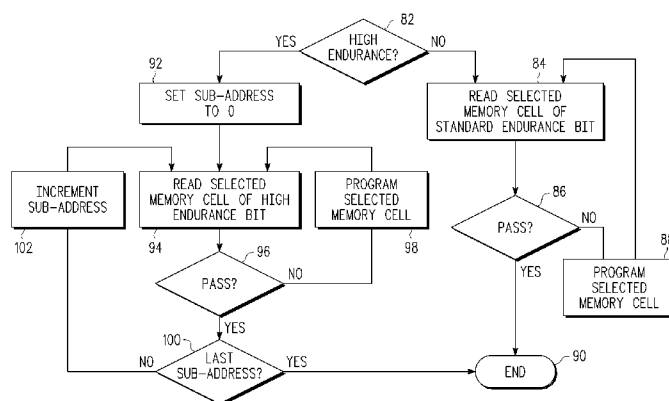 82
HIGH
ENDURANCE?
YES
NO
92
SET SUB-ADDRESS
TO 0
84
READ SELECTED
MEMORY CELL OF
STANDARD ENDURANCE BIT
INCREMENT
SUB-ADDRESS
102
READ SELECTED
MEMORY CELL OF HIGH
ENDURANCE BIT
94
PROGRAM
SELECTED
MEMORY CELL
98
86
PASS?
NO
YES
96
PASS?
NO
YES
88
PROGRAM
SELECTED
MEMORY CELL
100
LAST
SUB-ADDRESS?
NO
YES
END
90